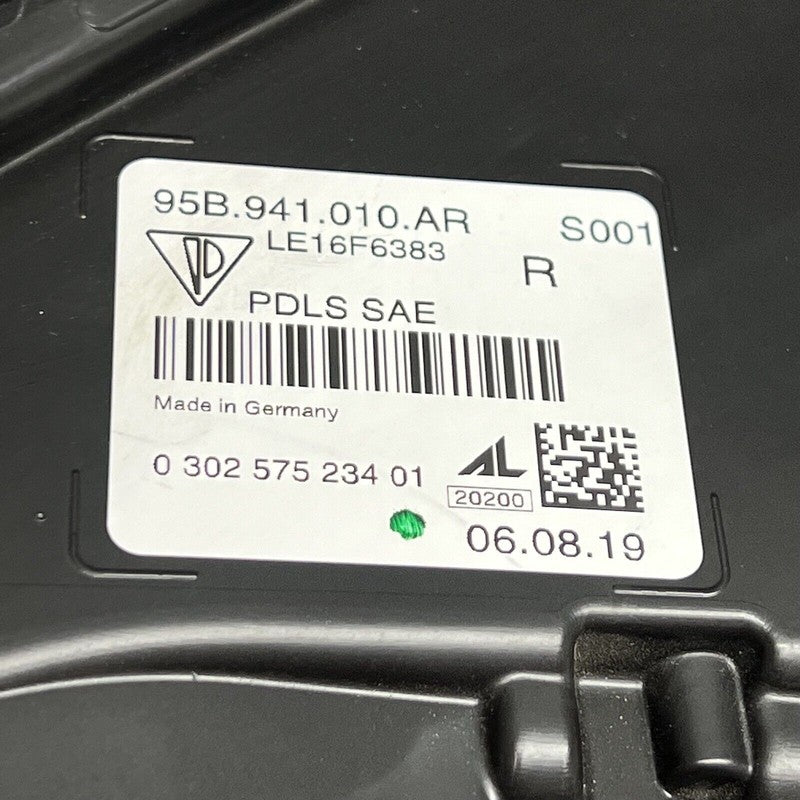 95B.941.010.AR S001
LE16F6383
R
PDLS SAE
Made in Germany
0 302 575 234 01
AL
20200
06.08.19